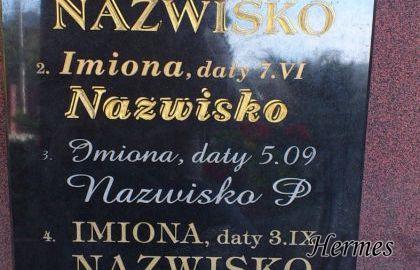 NAZWISKO
2. Imiona, daty 7.VI
Nazwisko
3. Imiona, daty 5.09
Nazwisko P
4. IMIONA, daty 3.IX
NAZWISKO
Hermes